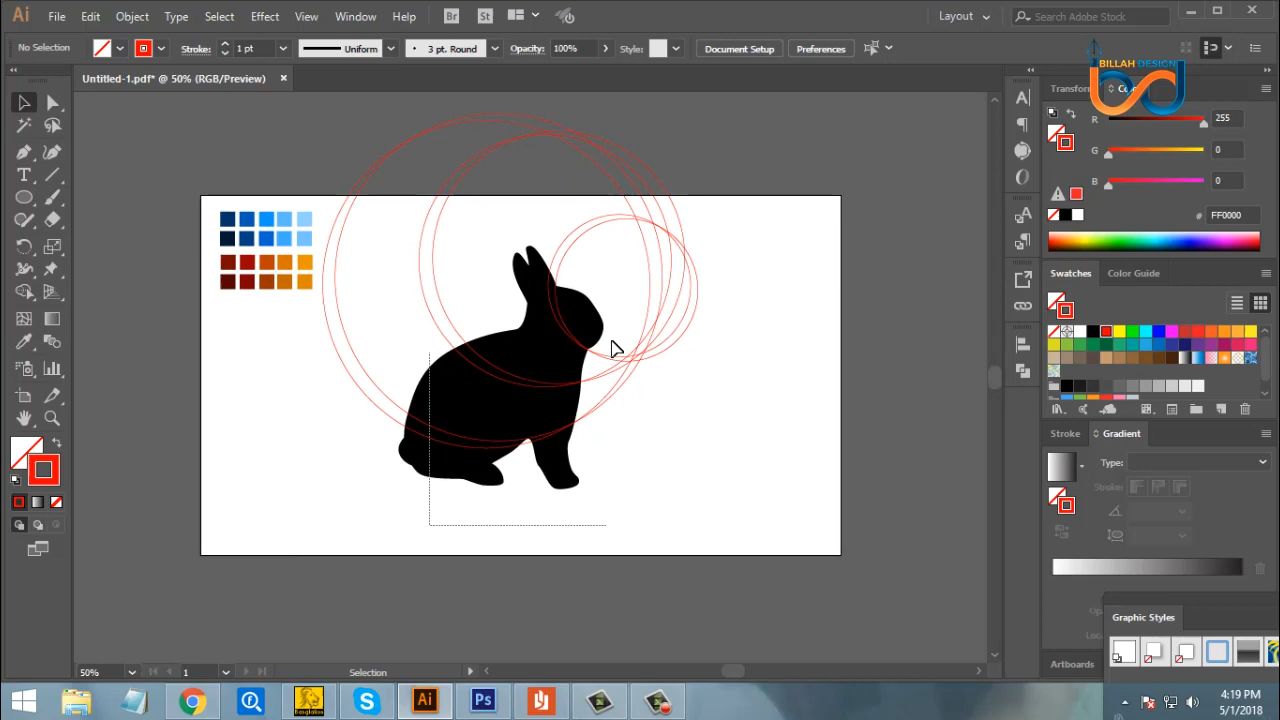 Ai File Edit Object Type Select Effect View Window Help Br St Layout Search Adobe Stock
No Selection Stroke: 1 pt Uniform 3 pt. Round Opacity: 100% Style: Document Setup Preferences
BILLAH DESIGN
Untitled-1.pdf* @ 50% (RGB/Preview)
Transform
R 255
G 0
B 0
# FF0000
Swatches Color Guide
Stroke Gradient
Type:
Stroke:
Graphic Styles
Artboards
50% 1 Selection
Ai Ps
4:19 PM
5/1/2018